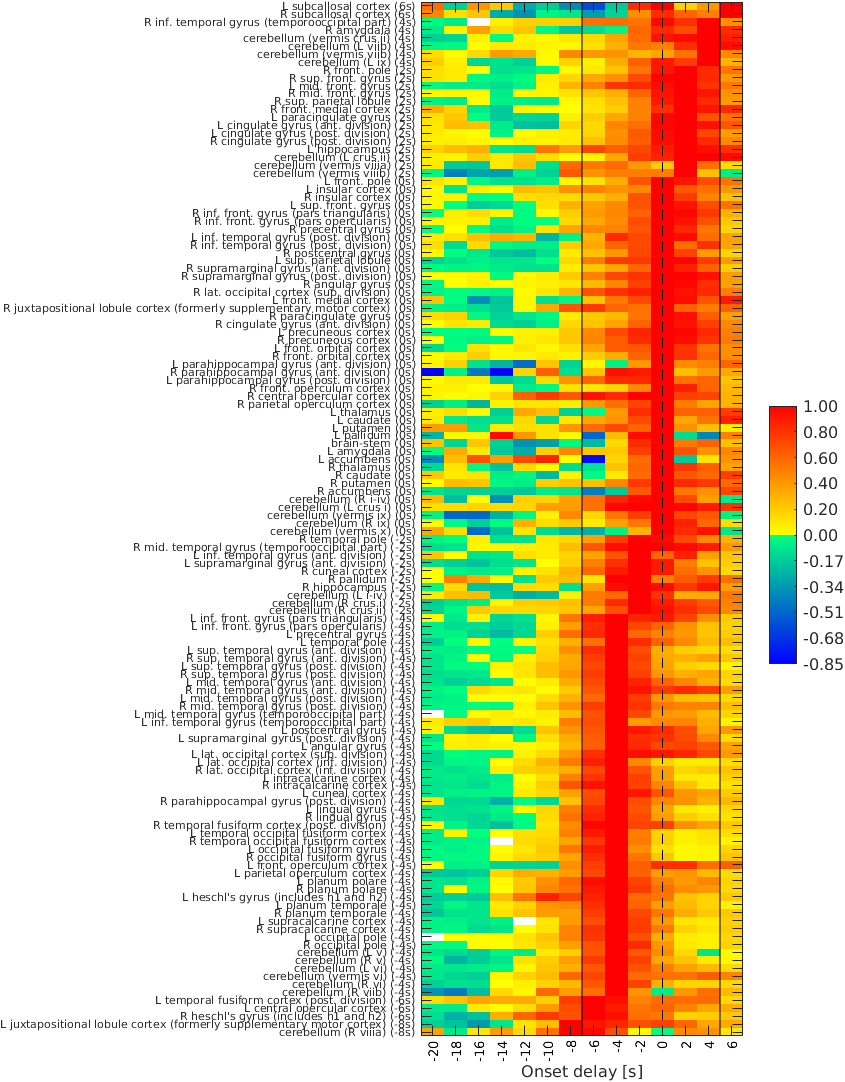 L subcallosal cortex (6s)
R subcallosal cortex (6s)
R inf. temporal gyrus (temporooccipital part) (4s)
R amygdala (4s)
cerebellum (vermis crus ii) (4s)
cerebellum (L viib) (4s)
cerebellum (vermis viib) (4s)
cerebellum (L ix) (4s)
R front. pole (2s)
R sup. front. gyrus (2s)
L mid. front. gyrus (2s)
R mid. front. gyrus (2s)
R sup. parietal lobule (2s)
R front. medial cortex (2s)
L paracingulate gyrus (2s)
L cingulate gyrus (ant. division) (2s)
L cingulate gyrus (post. division) (2s)
R cingulate gyrus (post. division) (2s)
L hippocampus (2s)
cerebellum (L crus ii) (2s)
cerebellum (vermis viiia) (2s)
cerebellum (vermis viiib) (2s)
L front. pole (0s)
L insular cortex (0s)
R insular cortex (0s)
L sup. front. gyrus (0s)
R inf. front. gyrus (pars triangularis) (0s)
R inf. front. gyrus (pars opercularis) (0s)
R precentral gyrus (0s)
L inf. temporal gyrus (post. division) (0s)
R inf. temporal gyrus (post. division) (0s)
R postcentral gyrus (0s)
L sup. parietal lobule (0s)
R supramarginal gyrus (ant. division) (0s)
R supramarginal gyrus (post. division) (0s)
R angular gyrus (0s)
R lat. occipital cortex (sup. division) (0s)
L front. medial cortex (0s)
R juxtapositional lobule cortex (formerly supplementary motor cortex) (0s)
R paracingulate gyrus (0s)
R cingulate gyrus (ant. division) (0s)
L precuneous cortex (0s)
R precuneous cortex (0s)
L front. orbital cortex (0s)
R front. orbital cortex (0s)
L parahippocampal gyrus (ant. division) (0s)
R parahippocampal gyrus (ant. division) (0s)
L parahippocampal gyrus (post. division) (0s)
R front. operculum cortex (0s)
R central opercular cortex (0s)
R parietal operculum cortex (0s)
L thalamus (0s)
L caudate (0s)
L putamen (0s)
L pallidum (0s)
brain-stem (0s)
L amygdala (0s)
L accumbens (0s)
R thalamus (0s)
R caudate (0s)
R putamen (0s)
R accumbens (0s)
cerebellum (R i-iv) (0s)
cerebellum (L crus i) (0s)
cerebellum (vermis ix) (0s)
cerebellum (R ix) (0s)
cerebellum (vermis x) (0s)
R temporal pole (-2s)
R mid. temporal gyrus (temporooccipital part) (-2s)
L inf. temporal gyrus (ant. division) (-2s)
L supramarginal gyrus (ant. division) (-2s)
R cuneal cortex (-2s)
R pallidum (-2s)
R hippocampus (-2s)
cerebellum (L i-iv) (-2s)
cerebellum (R crus i) (-2s)
cerebellum (R crus ii) (-2s)
L inf. front. gyrus (pars triangularis) (-4s)
L inf. front. gyrus (pars opercularis) (-4s)
L precentral gyrus (-4s)
L temporal pole (-4s)
L sup. temporal gyrus (ant. division) (-4s)
R sup. temporal gyrus (ant. division) (-4s)
L sup. temporal gyrus (post. division) (-4s)
R sup. temporal gyrus (post. division) (-4s)
L mid. temporal gyrus (ant. division) (-4s)
R mid. temporal gyrus (ant. division) (-4s)
L mid. temporal gyrus (post. division) (-4s)
R mid. temporal gyrus (post. division) (-4s)
L mid. temporal gyrus (temporooccipital part) (-4s)
L inf. temporal gyrus (temporooccipital part) (-4s)
L postcentral gyrus (-4s)
L supramarginal gyrus (post. division) (-4s)
L angular gyrus (-4s)
L lat. occipital cortex (sup. division) (-4s)
L lat. occipital cortex (inf. division) (-4s)
R lat. occipital cortex (inf. division) (-4s)
L intracalcarine cortex (-4s)
R intracalcarine cortex (-4s)
L cuneal cortex (-4s)
R parahippocampal gyrus (post. division) (-4s)
L lingual gyrus (-4s)
R lingual gyrus (-4s)
R temporal fusiform cortex (post. division) (-4s)
L temporal occipital fusiform cortex (-4s)
R temporal occipital fusiform cortex (-4s)
L occipital fusiform gyrus (-4s)
R occipital fusiform gyrus (-4s)
L front. operculum cortex (-4s)
L parietal operculum cortex (-4s)
L planum polare (-4s)
R planum polare (-4s)
L heschl's gyrus (includes h1 and h2) (-4s)
L planum temporale (-4s)
R planum temporale (-4s)
L supracalcarine cortex (-4s)
R supracalcarine cortex (-4s)
L occipital pole (-4s)
R occipital pole (-4s)
cerebellum (L v) (-4s)
cerebellum (R v) (-4s)
cerebellum (L vi) (-4s)
cerebellum (vermis vi) (-4s)
cerebellum (R vi) (-4s)
cerebellum (R viib) (-4s)
L temporal fusiform cortex (post. division) (-6s)
L central opercular cortex (-6s)
R heschl's gyrus (includes h1 and h2) (-6s)
L juxtapositional lobule cortex (formerly supplementary motor cortex) (-8s)
cerebellum (R viiia) (-8s)
-20 -18 -16 -14 -12 -10 -8 -6 -4 -2 0 2 4 6
Onset delay [s]
1.00
0.80
0.60
0.40
0.20
0.00
-0.17
-0.34
-0.51
-0.68
-0.85